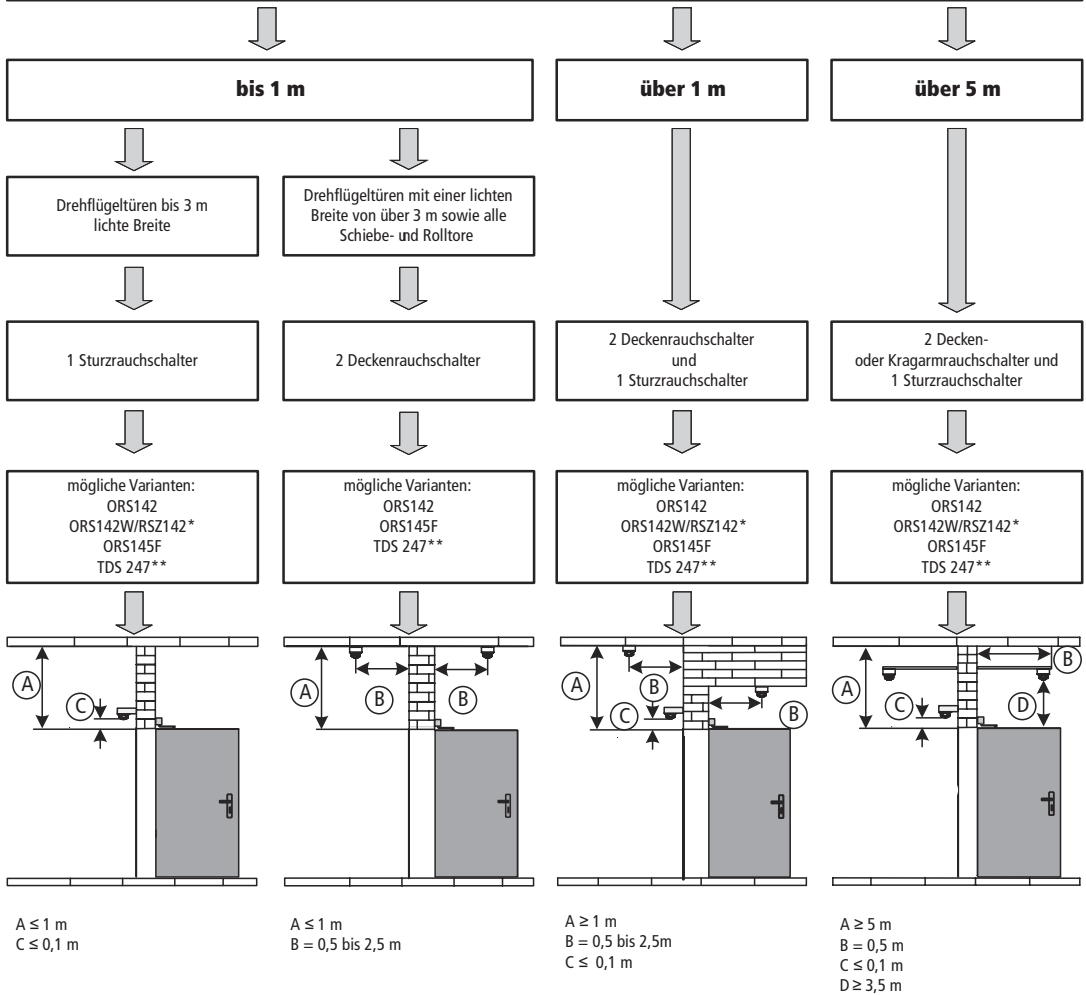 bis 1 m
über 1 m
über 5 m
Drehflügeltüren bis 3 m
lichte Breite
Drehflügeltüren mit einer lichten
Breite von über 3 m sowie alle
Schiebe- und Rolltore
1 Sturzrauchschalter
2 Deckenrauchschalter
2 Deckenrauchschalter
und
1 Sturzrauchschalter
2 Decken-
oder Kragarmrauchschalter und
1 Sturzrauchschalter
mögliche Varianten:
ORS142
ORS142W/RSZ142*
ORS145F
TDS 247**
mögliche Varianten:
ORS142
ORS145F
TDS 247**
mögliche Varianten:
ORS142
ORS142W/RSZ142*
ORS145F
TDS 247**
mögliche Varianten:
ORS142
ORS142W/RSZ142*
ORS145F
TDS 247**
A
C
A
B
B
A
B
C
B
A
B
C
D
A ≤ 1 m
C ≤ 0,1 m
A ≤ 1 m
B = 0,5 bis 2,5 m
A ≥ 1 m
B = 0,5 bis 2,5m
C ≤ 0,1 m
A ≥ 5 m
B = 0,5 m
C ≤ 0,1 m
D ≥ 3,5 m